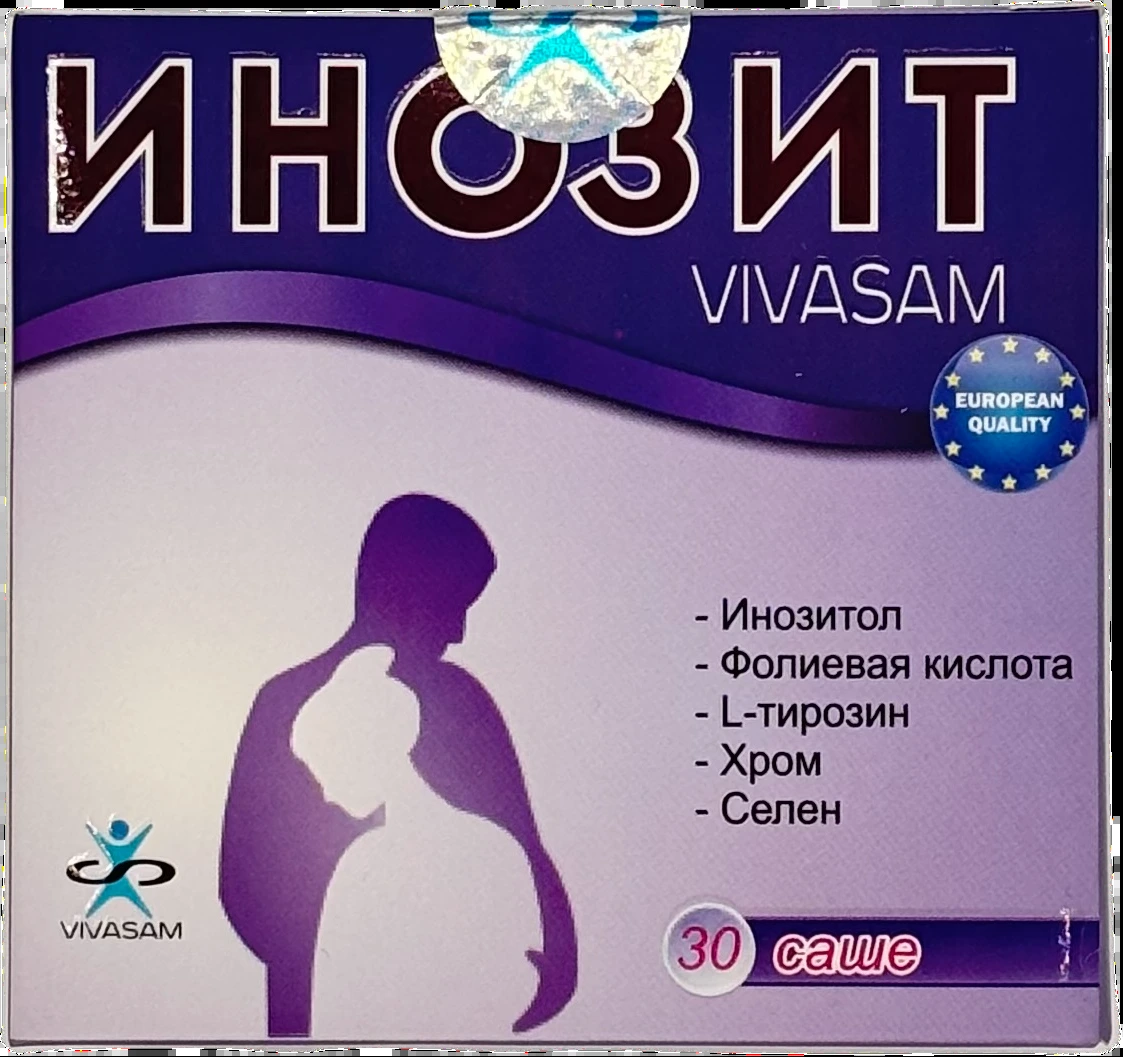 ИНОЗИТ
VIVASAM
EUROPEAN
QUALITY
- Инозитол
- Фолиевая кислота
- L-тирозин
- Хром
- Селен
VIVASAM
30 саше